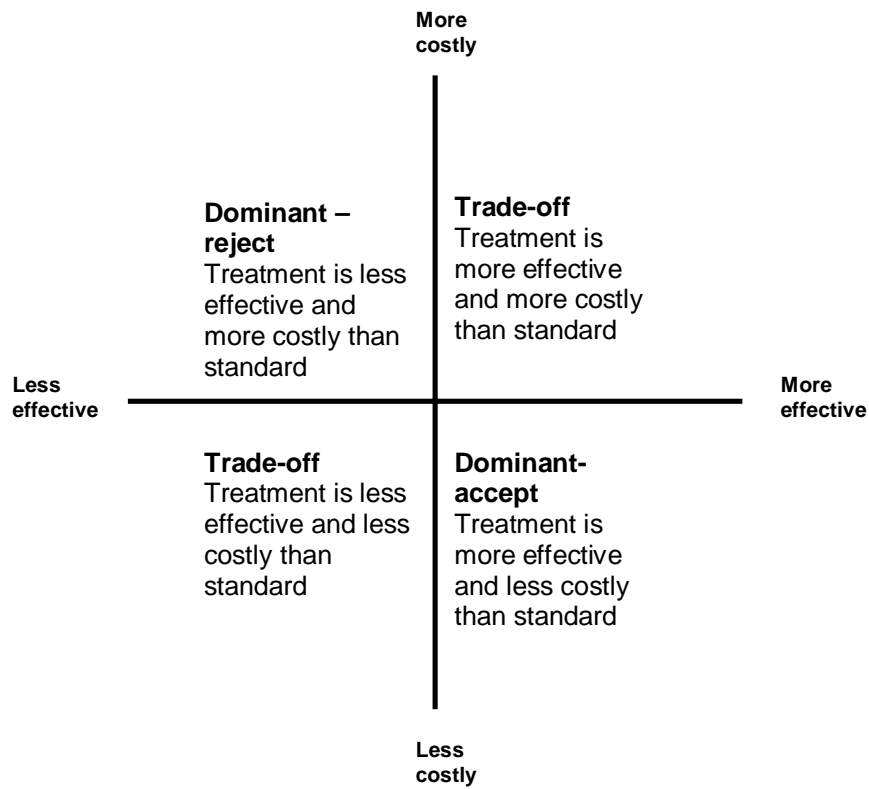 More
costly
Dominant –
reject
Treatment is less
effective and
more costly than
standard
Trade-off
Treatment is
more effective
and more costly
than standard
Less
effective
More
effective
Trade-off
Treatment is less
effective and less
costly than
standard
Dominant-
accept
Treatment is
more effective
and less costly
than standard
Less
costly